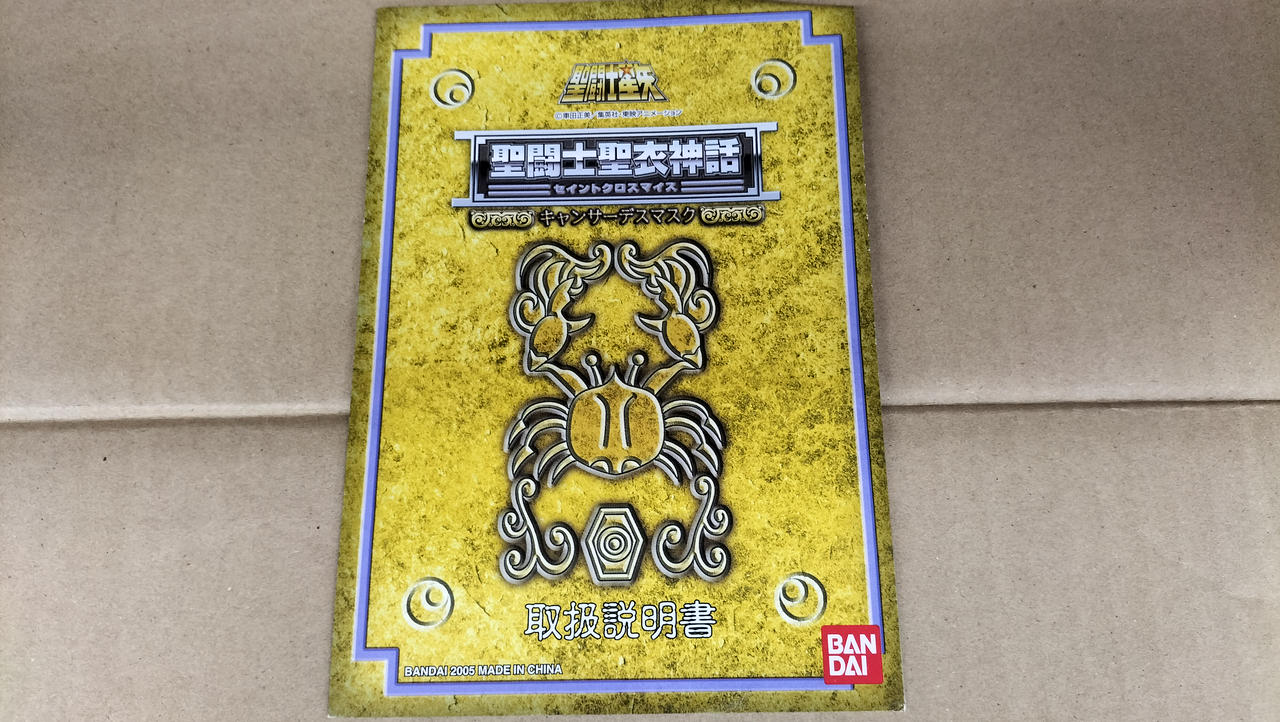 聖闘士星矢
©車田正美/集英社、東映アニメーション
聖闘士聖衣神話
セイントクロスマイス
キャンサーデスマスク
取扱説明書
BANDAI 2005 MADE IN CHINA
BAN
DAI